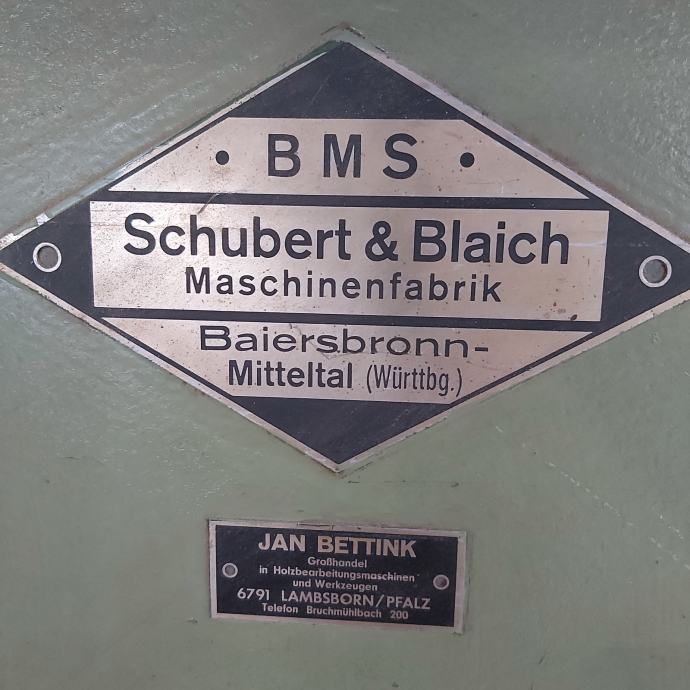 • BMS •
Schubert & Blaich
Maschinenfabrik
Baiersbronn-
Mitteltal (Württbg.)
JAN BETTINK
Großhandel
in Holzbearbeitungsmaschinen
und Werkzeugen
6791 LAMBSBORN/PFALZ
Telefon Bruchmühlbach 200